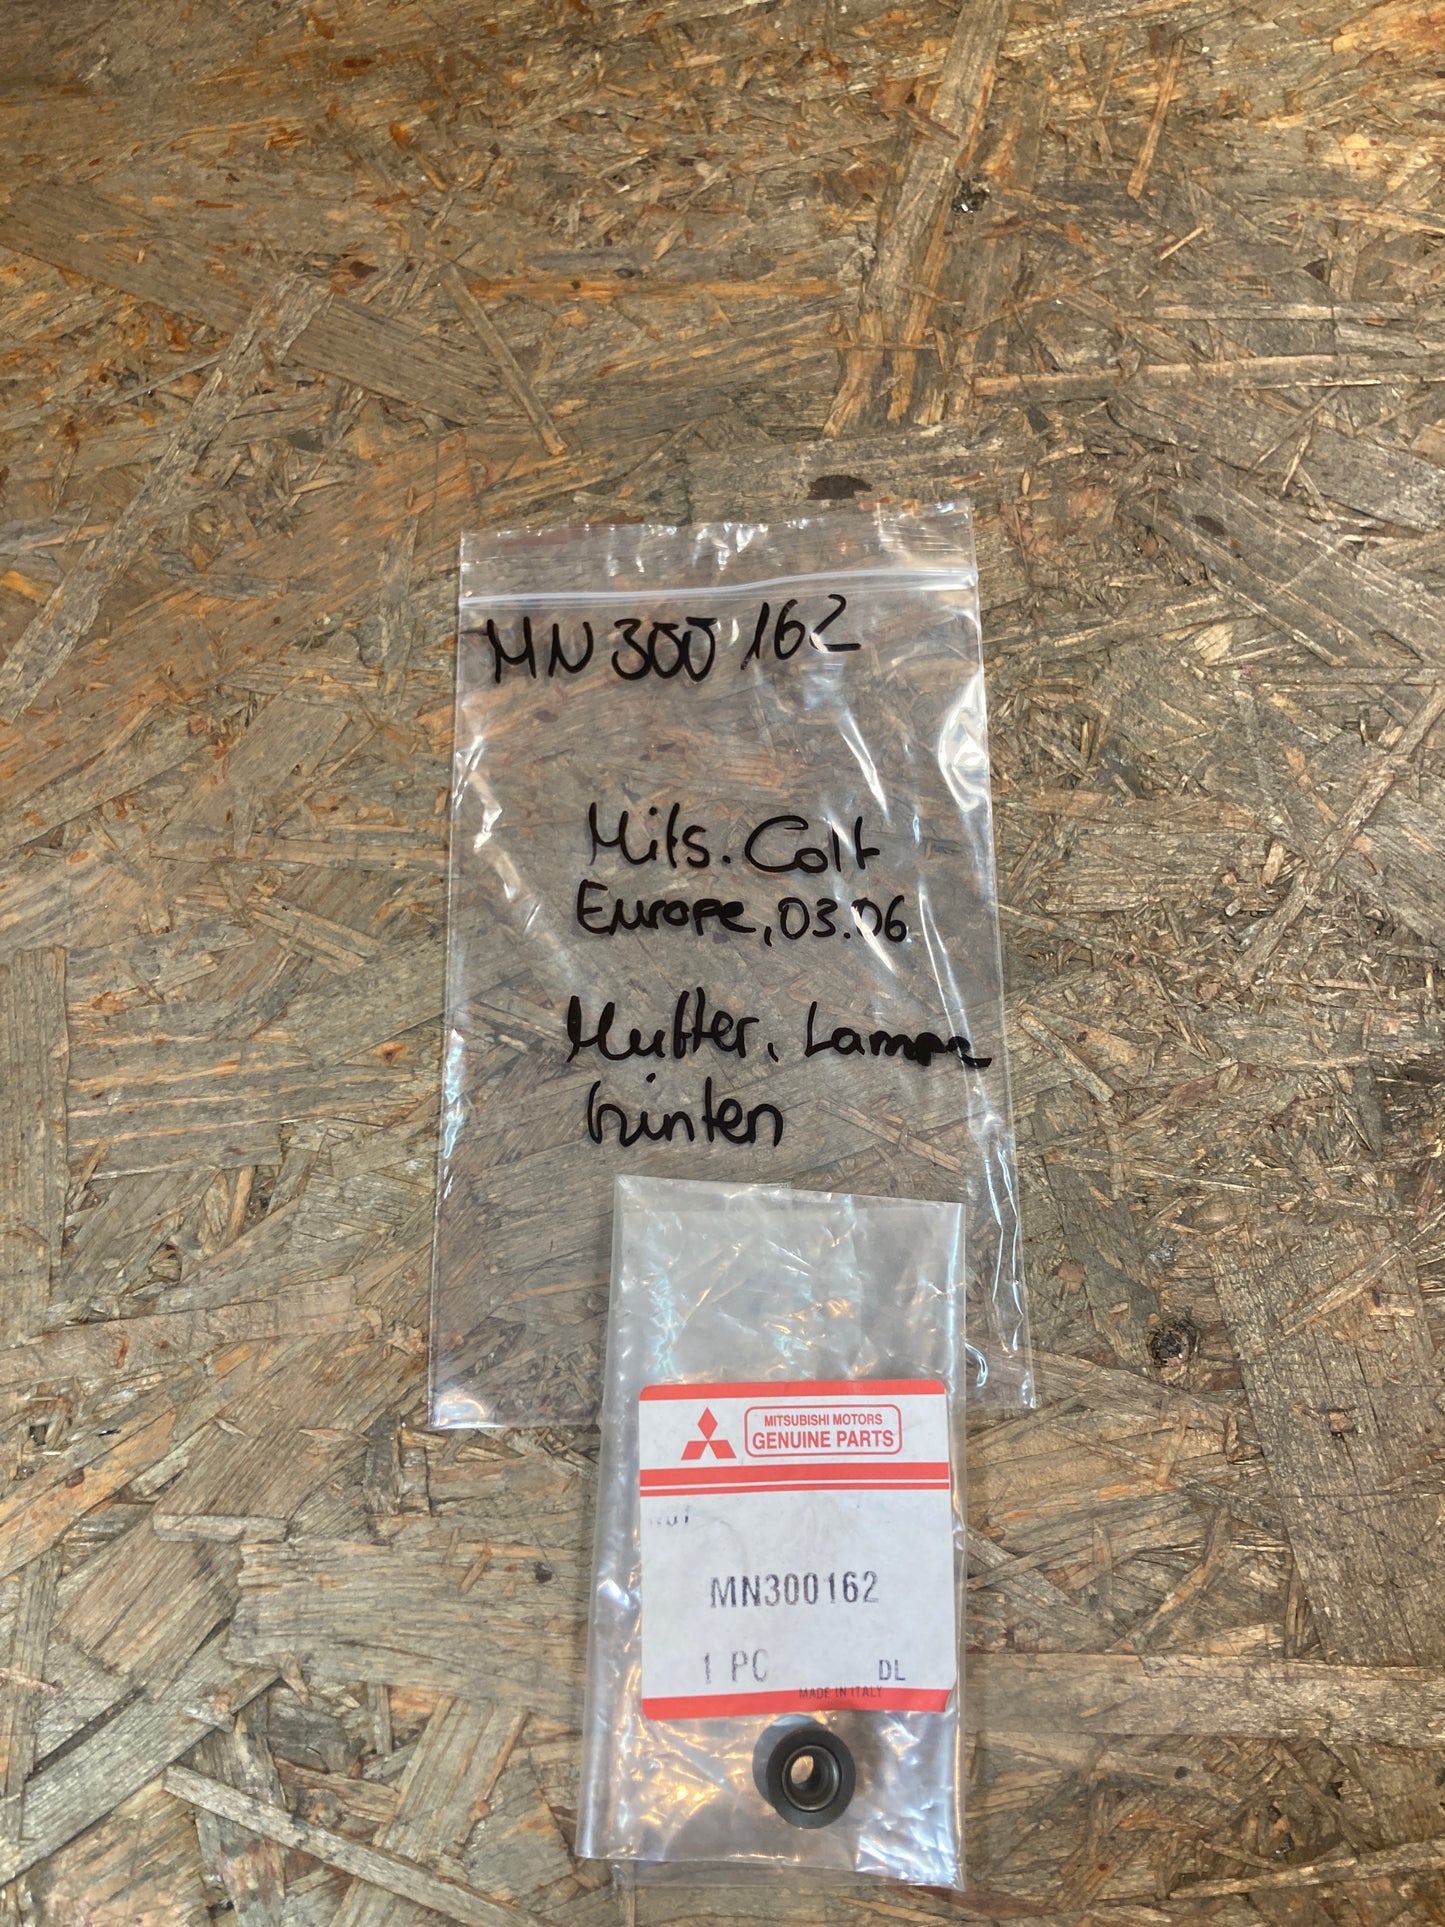 MN 300 162
Mits. Colt
Europe, 03.06
Mutter, Lampe
hinten
MITSUBISHI MOTORS
GENUINE PARTS
MN300162
1 PC DL
MADE IN ITALY